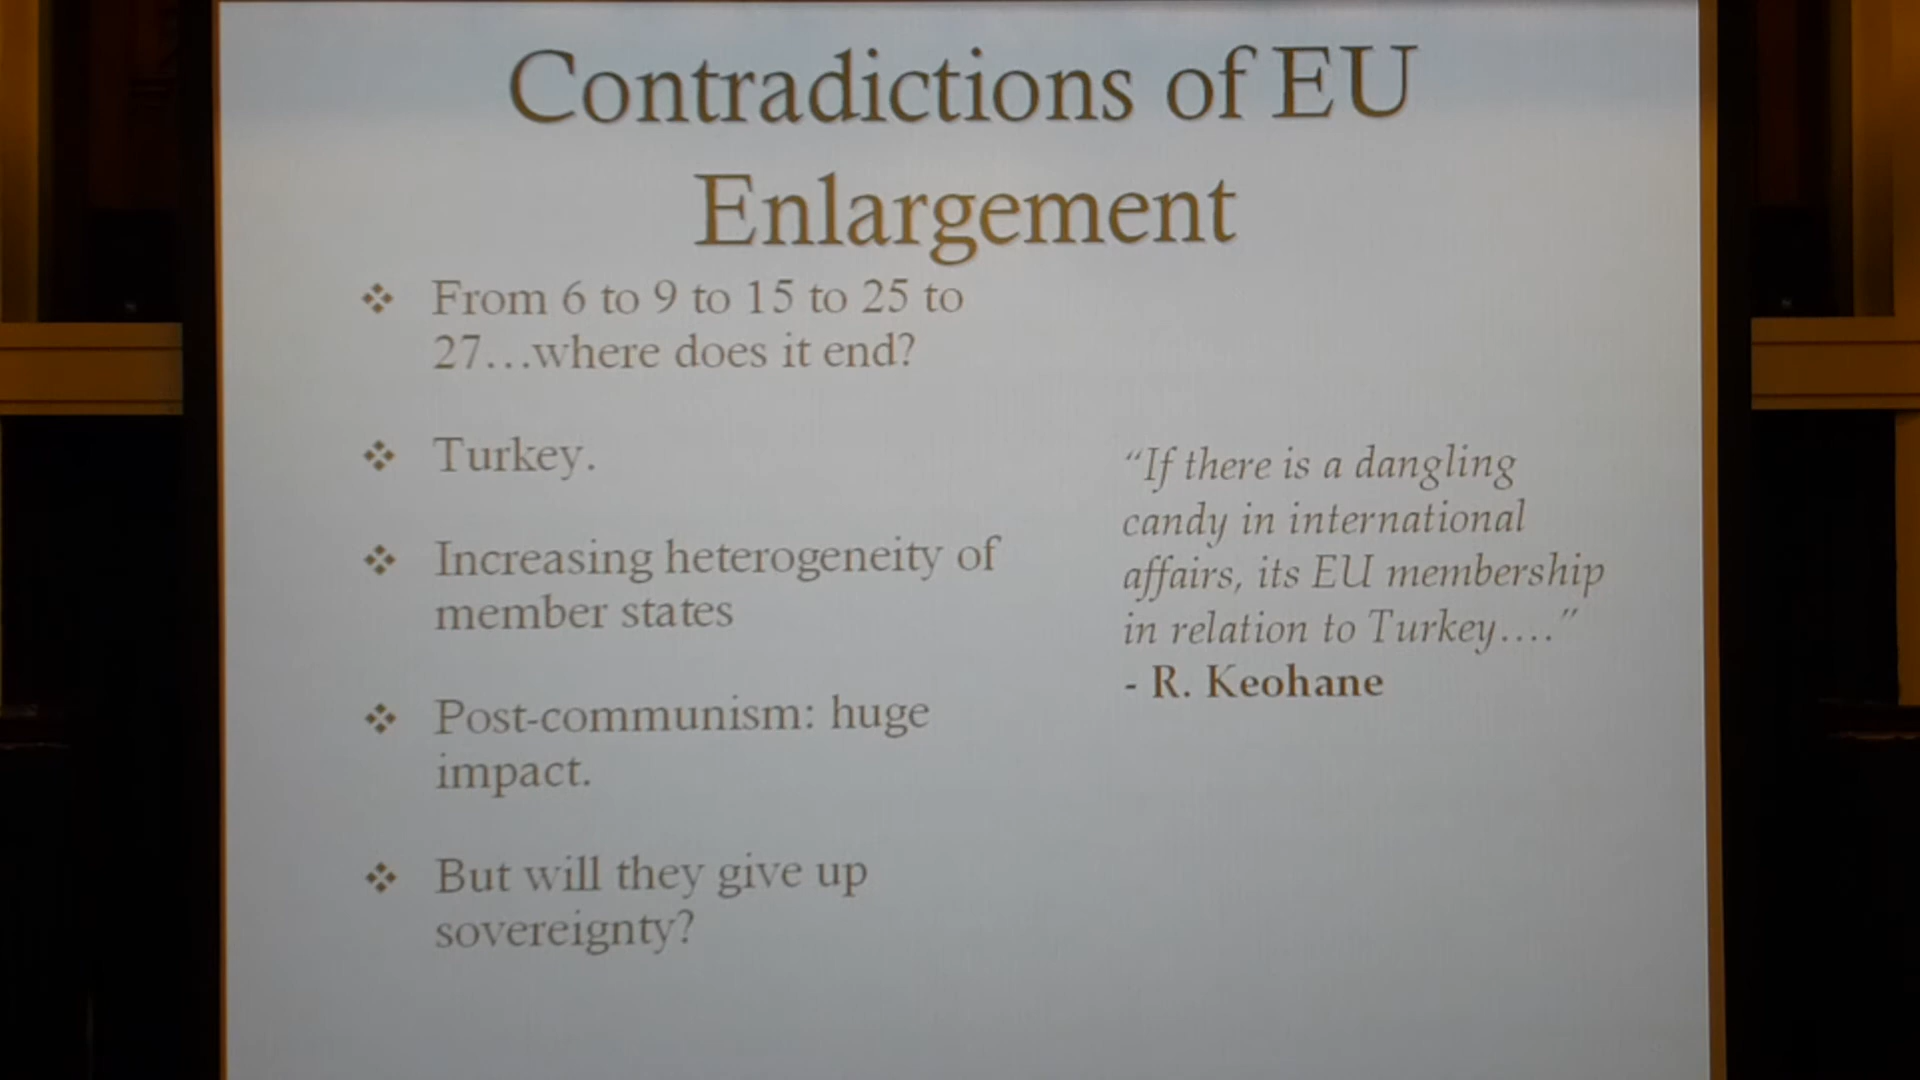 Contradictions of EU
Enlargement
❖ From 6 to 9 to 15 to 25 to
27...where does it end?
❖ Turkey.
❖ Increasing heterogeneity of
member states
❖ Post-communism: huge
impact.
❖ But will they give up
sovereignty?
“If there is a dangling
candy in international
affairs, its EU membership
in relation to Turkey....”
- R. Keohane